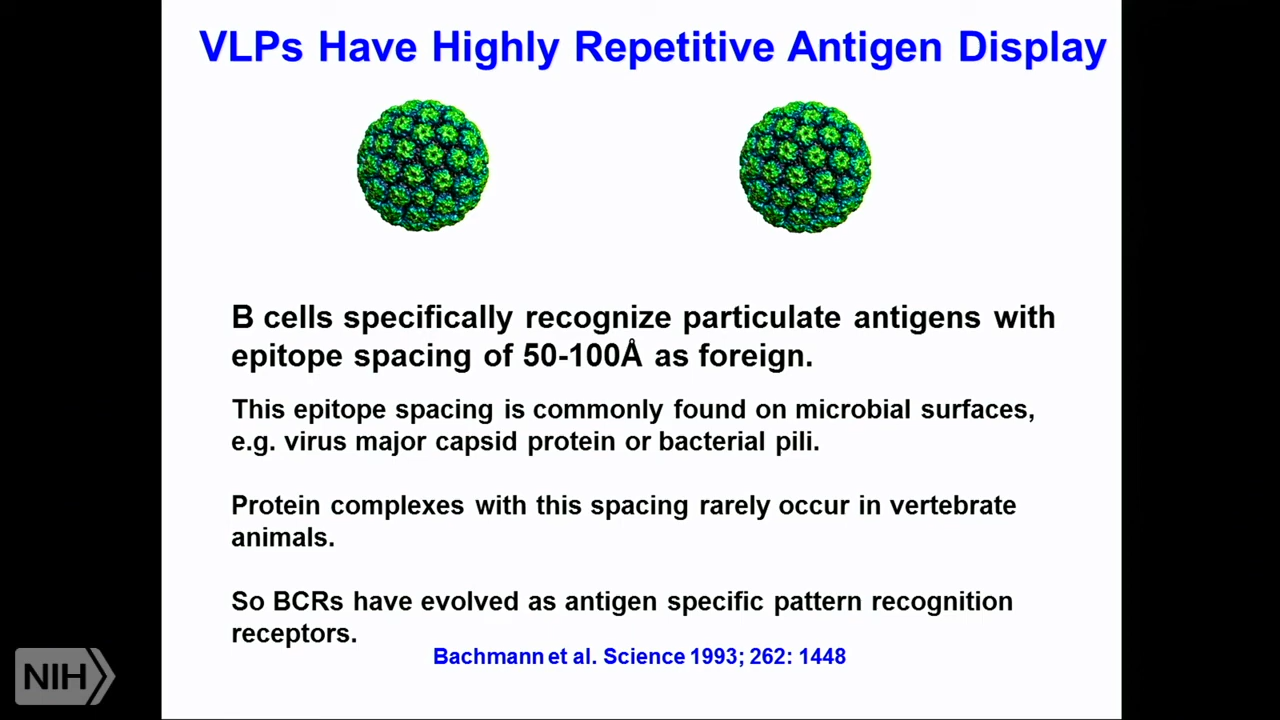 VLPs Have Highly Repetitive Antigen Display
B cells specifically recognize particulate antigens with
epitope spacing of 50-100Å as foreign.
This epitope spacing is commonly found on microbial surfaces,
e.g. virus major capsid protein or bacterial pili.
Protein complexes with this spacing rarely occur in vertebrate
animals.
So BCRs have evolved as antigen specific pattern recognition
receptors.
Bachmann et al. Science 1993; 262: 1448
NIH